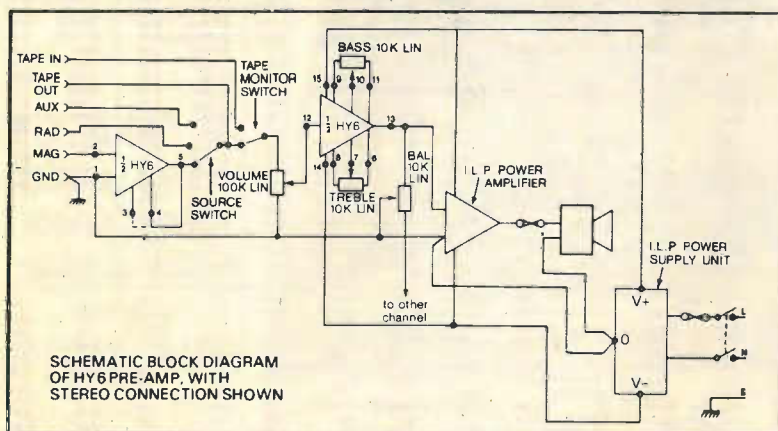 TAPE IN
TAPE
OUT
AUX
RAD
MAG
GND
TAPE
MONITOR
SWITCH
2
1
½
HY6
5
3
4
VOLUME
100K LIN
SOURCE
SWITCH
BASS 10K LIN
15
9
10
11
12
½
HY6
13
14
8
7
6
TREBLE
10K LIN
BAL
10K
LIN
to other
channel
I.L.P POWER
AMPLIFIER
I.L.P POWER
SUPPLY UNIT
V+
0
V-
L
N
E
SCHEMATIC BLOCK DIAGRAM
OF HY6 PRE-AMP, WITH
STEREO CONNECTION SHOWN